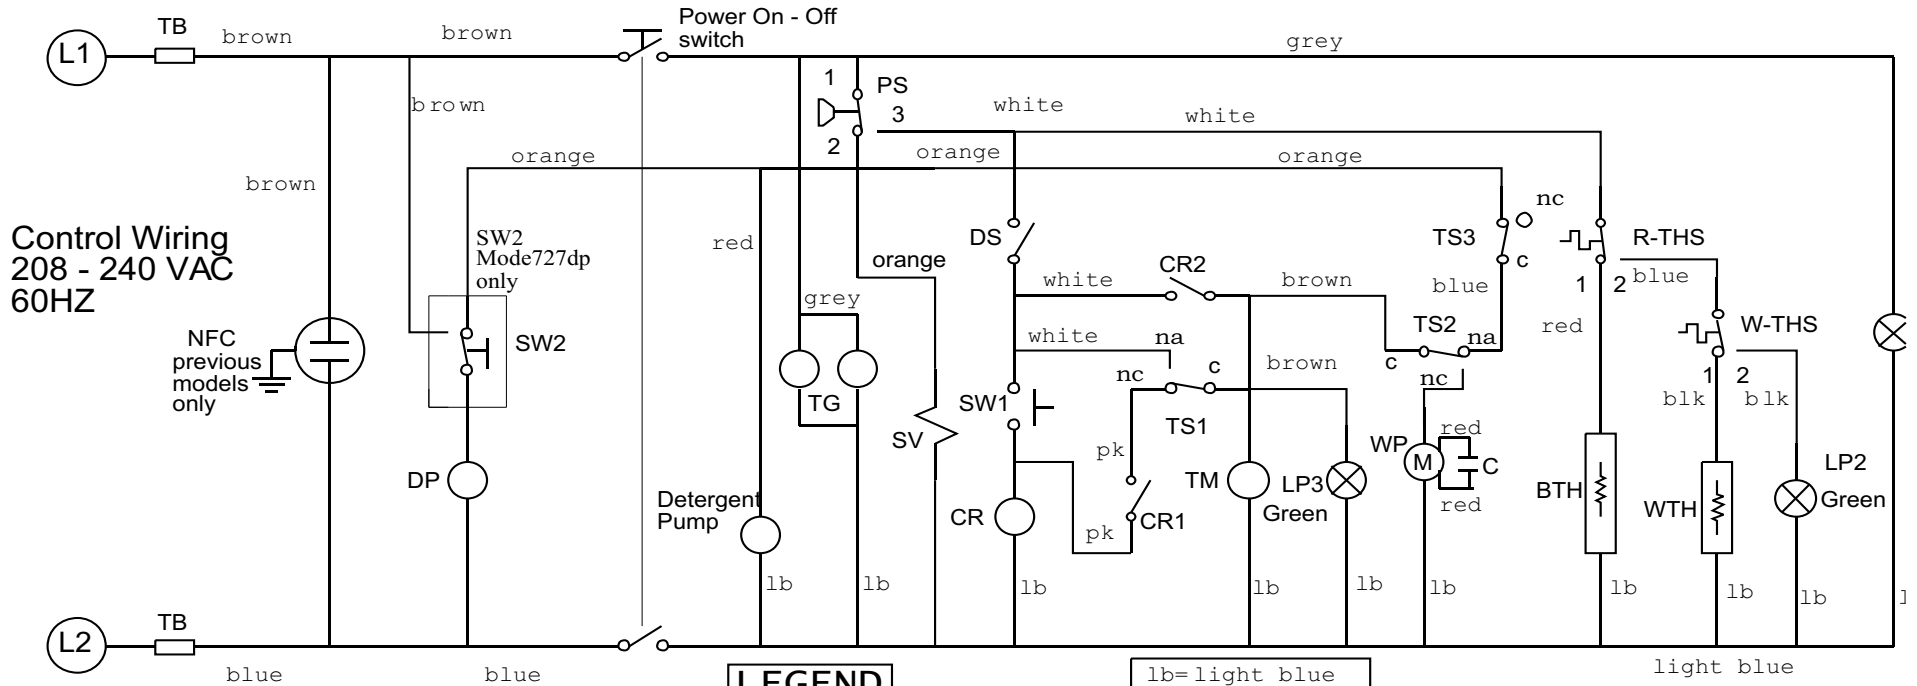 Power On - Off
switch
L1
TB
brown
brown
grey
1
PS
3
2
white
white
brown
orange
orange
orange
brown
Control Wiring
208 - 240 VAC
60HZ
SW2
Mode727dp
only
red
DS
orange
nc
TS3
c
R-THS
1
2
blue
white
CR2
brown
blue
grey
NFC
previous
models
only
SW2
TS2
na
c
nc
red
W-THS
1
2
white
na
nc
c
brown
TG
SW1
TS1
blk
blk
SV
pk
WP
red
M
C
red
DP
TM
LP3
Green
BTH
LP2
Green
WTH
Detergent
Pump
CR
CR1
pk
lb
lb
lb
lb
lb
lb
lb
lb
lb
L2
TB
blue
blue
LEGEND
lb= light blue
light blue